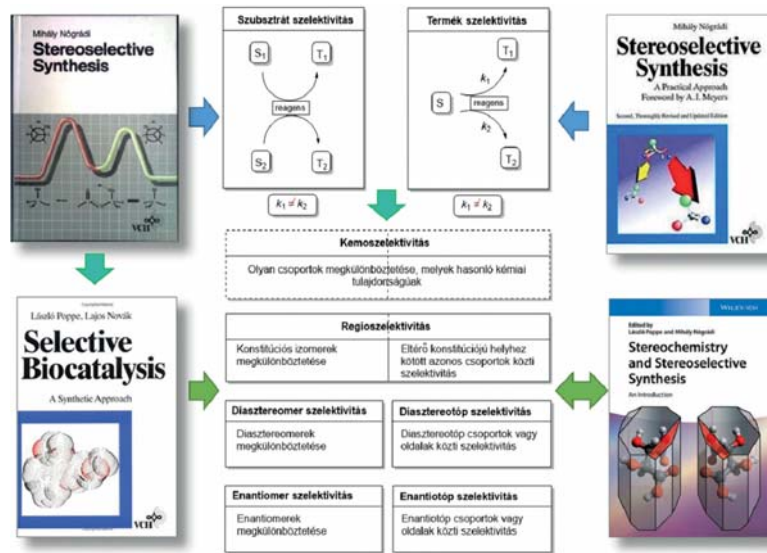 Mihály Nógrádi
Stereoselective
Synthesis
VCH
Szubsztrát szelektivitás
S1
T1
reagens
S2
T2
k1 ≠ k2
Termék szelektivitás
T1
k1
S
reagens
k2
T2
k1 ≠ k2
Mihály Nógrádi
Stereoselective
Synthesis
A Practical Approach
Foreword by A. I. Meyers
Second, Thoroughly Revised and Updated Edition
VCH
Kemoszelektivitás
Olyan csoportok megkülönböztetése, melyek hasonló kémiai
tulajdonságúak
László Poppe, Lajos Novák
Selective
Biocatalysis
A Synthetic Approach
VCH
Regioszelektivitás
Konstitúciós izomerek
megkülönböztetése
Eltérő konstitúciójú helyhez
kötött azonos csoportok közti
szelektivitás
Diasztereomer szelektivitás
Diasztereomerek
megkülönböztetése
Diasztereotóp szelektivitás
Diasztereotóp csoportok vagy
oldalak közti szelektivitás
Enantiomer szelektivitás
Enantiomerek
megkülönböztetése
Enantiotóp szelektivitás
Enantiotóp csoportok vagy
oldalak közti szelektivitás
WILEY-VCH
Edited by
László Poppe and Mihály Nógrádi
Stereochemistry
and Stereoselective
Synthesis
An Introduction